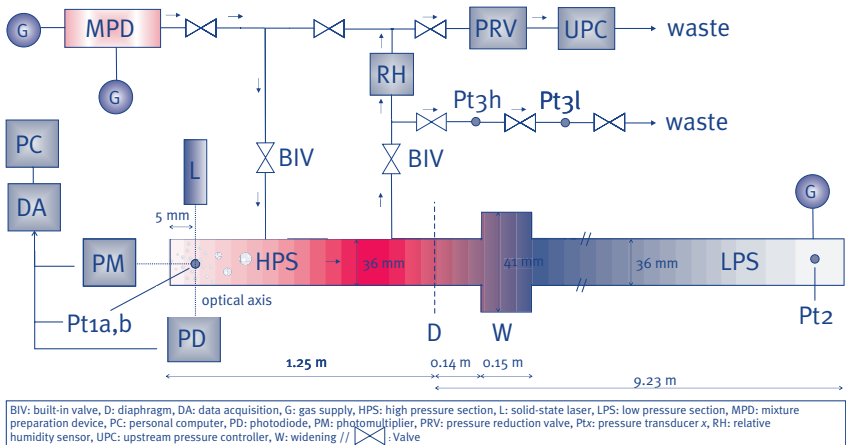 G
MPD
PRV
UPC
waste
G
RH
Pt3h
Pt3l
waste
PC
L
BIV
BIV
DA
G
5 mm
PM
HPS
36 mm
41 mm
36 mm
LPS
optical axis
Pt1a,b
PD
D
W
Pt2
1.25 m
0.14 m
0.15 m
9.23 m
//
BIV: built-in valve, D: diaphragm, DA: data acquisition, G: gas supply, HPS: high pressure section, L: solid-state laser, LPS: low pressure section, MPD: mixture
preparation device, PC: personal computer, PD: photodiode, PM: photomultiplier, PRV: pressure reduction valve, Ptx: pressure transducer x, RH: relative
humidity sensor, UPC: upstream pressure controller, W: widening // : Valve